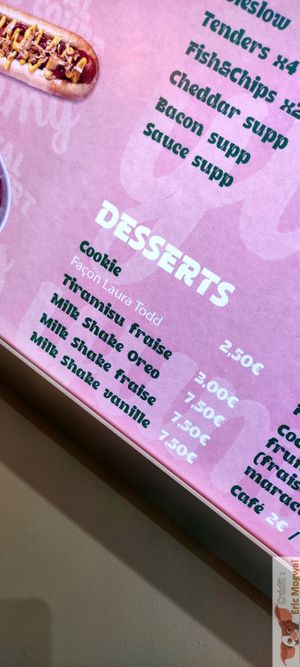 Tenders x4
Fish&Chips x2
Cheddar supp
Bacon supp
Sauce supp
DESSERTS
Cookie
Façon Laura Todd
2,50€
Tiramisu fraise 3,00€
Milk Shake Oreo 7,50€
Milk Shake fraise 7,50€
Milk Shake vanille 7,50€
Café 2€ /
Crédit :
Eric Morvan